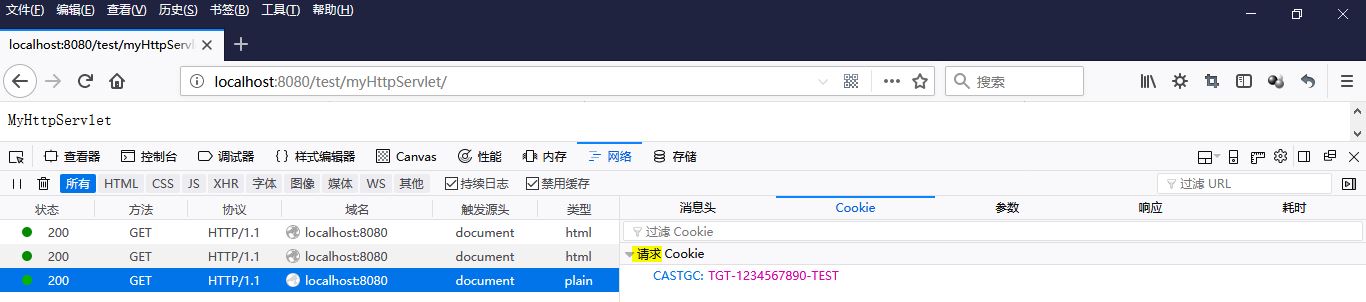 文件(F) 编辑(E) 查看(V) 历史(S) 书签(B) 工具(T) 帮助(H)
localhost:8080/test/myHttpServl
localhost:8080/test/myHttpServlet/ 搜索
MyHttpServlet
查看器 控制台 调试器 {} 样式编辑器 Canvas 性能 内存 网络 存储
所有 HTML CSS JS XHR 字体 图像 媒体 WS 其他 持续日志 禁用缓存 过滤 URL
状态 方法 协议 域名 触发源头 类型 消息头 Cookie 参数 响应 耗时
200 GET HTTP/1.1 localhost:8080 document html 过滤 Cookie
200 GET HTTP/1.1 localhost:8080 document html 请求 Cookie
200 GET HTTP/1.1 localhost:8080 document plain CASTGC: TGT-1234567890-TEST